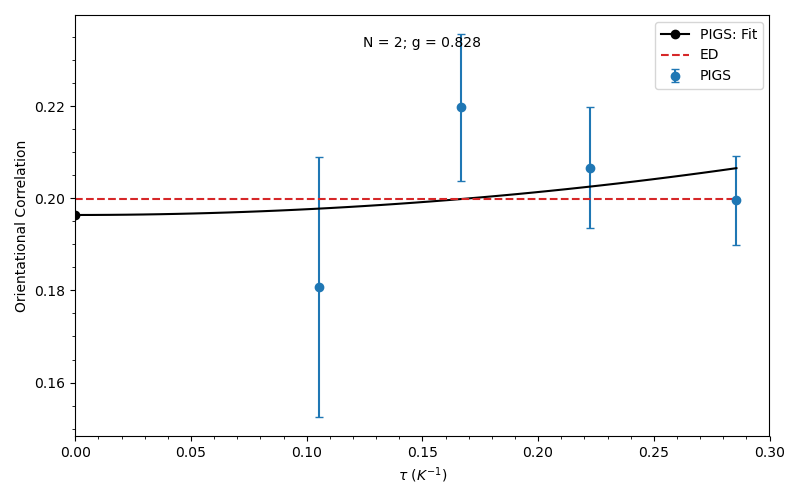 N = 2; g = 0.828
PIGS: Fit
ED
PIGS
Orientational Correlation
0.22
0.20
0.18
0.16
0.00 0.05 0.10 0.15 0.20 0.25 0.30
τ (K⁻¹)